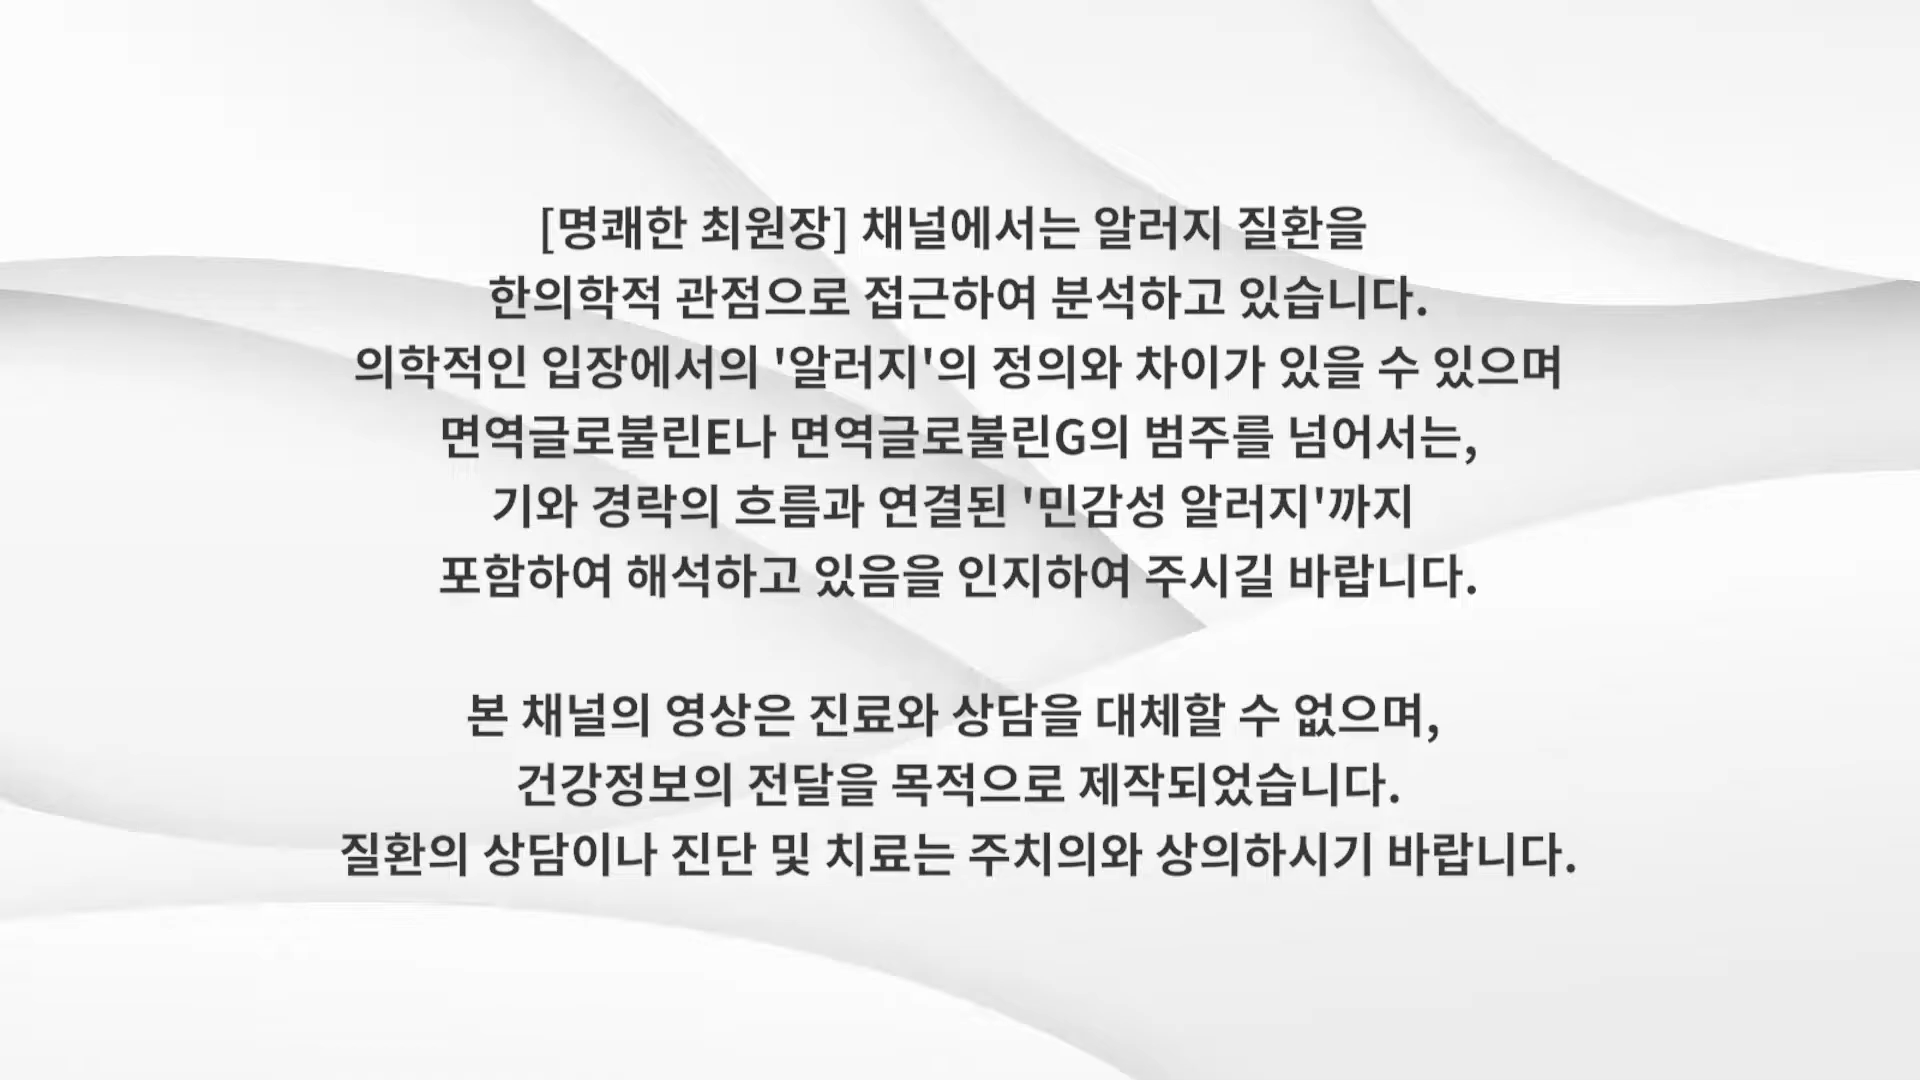 [명쾌한 최원장] 채널에서는 알러지 질환을
한의학적 관점으로 접근하여 분석하고 있습니다.
의학적인 입장에서의 '알러지'의 정의와 차이가 있을 수 있으며
면역글로불린E나 면역글로불린G의 범주를 넘어서는,
기와 경락의 흐름과 연결된 '민감성 알러지'까지
포함하여 해석하고 있음을 인지하여 주시길 바랍니다.
본 채널의 영상은 진료와 상담을 대체할 수 없으며,
건강정보의 전달을 목적으로 제작되었습니다.
질환의 상담이나 진단 및 치료는 주치의와 상의하시기 바랍니다.